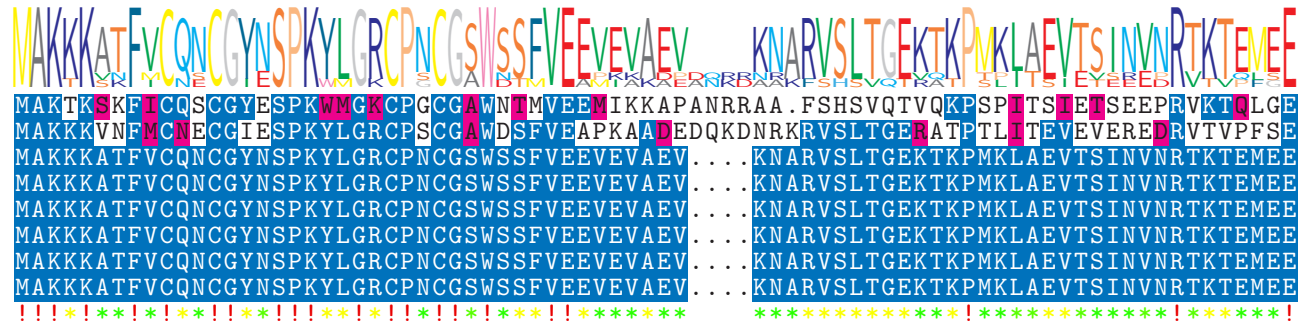 MAKKKATFVCQNCGYNSPKYLGRCPNCGSWSSFVEEVEVAEV KNARVSLTGEKTKPMKLAEVTSINVNRTKTEMEE
MAKTKSKFICQSCGYESPKWMGKCPGCGAWNTMVEEMIKKAPANRRAA.FSHSVQTVQKPSPITSIETSEEPRVKTQLGE
MAKKKVNFMCNECGIESPKYLGRCPSCGAWDSFVEAPKAADEDQKDNRKRVSLTGERATPTLITEVEVEREDRVTVPFSE
MAKKKATFVCQNCGYNSPKYLGRCPNCGSWSSFVEEVEVAEV....KNARVSLTGEKTKPMKLAEVTSINVNRTKTEMEE
MAKKKATFVCQNCGYNSPKYLGRCPNCGSWSSFVEEVEVAEV....KNARVSLTGEKTKPMKLAEVTSINVNRTKTEMEE
MAKKKATFVCQNCGYNSPKYLGRCPNCGSWSSFVEEVEVAEV....KNARVSLTGEKTKPMKLAEVTSINVNRTKTEMEE
MAKKKATFVCQNCGYNSPKYLGRCPNCGSWSSFVEEVEVAEV....KNARVSLTGEKTKPMKLAEVTSINVNRTKTEMEE
MAKKKATFVCQNCGYNSPKYLGRCPNCGSWSSFVEEVEVAEV....KNARVSLTGEKTKPMKLAEVTSINVNRTKTEMEE
MAKKKATFVCQNCGYNSPKYLGRCPNCGSWSSFVEEVEVAEV....KNARVSLTGEKTKPMKLAEVTSINVNRTKTEMEE